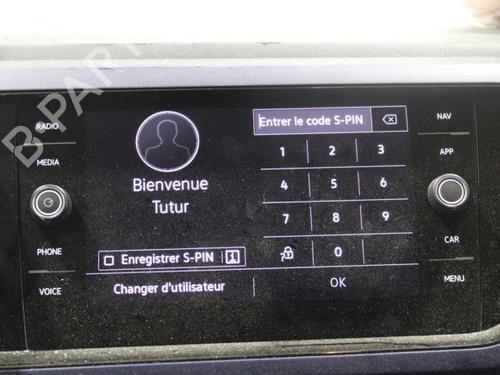 RADIO
MEDIA
PHONE
VOICE
Bienvenue
Tutur
Enregistrer S-PIN
Changer d'utilisateur
Entrer le code S-PIN
1 2 3
4 5 6
7 8 9
0
OK
NAV
APP
CAR
MENU
B PART